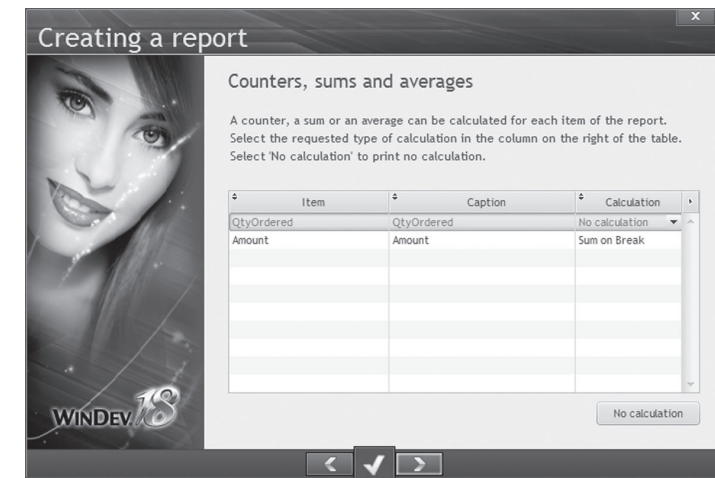 x
Creating a report
Counters, sums and averages
A counter, a sum or an average can be calculated for each item of the report.
Select the requested type of calculation in the column on the right of the table.
Select 'No calculation' to print no calculation.
Item Caption Calculation
QtyOrdered QtyOrdered No calculation
Amount Amount Sum on Break
WINDEV. 18
No calculation